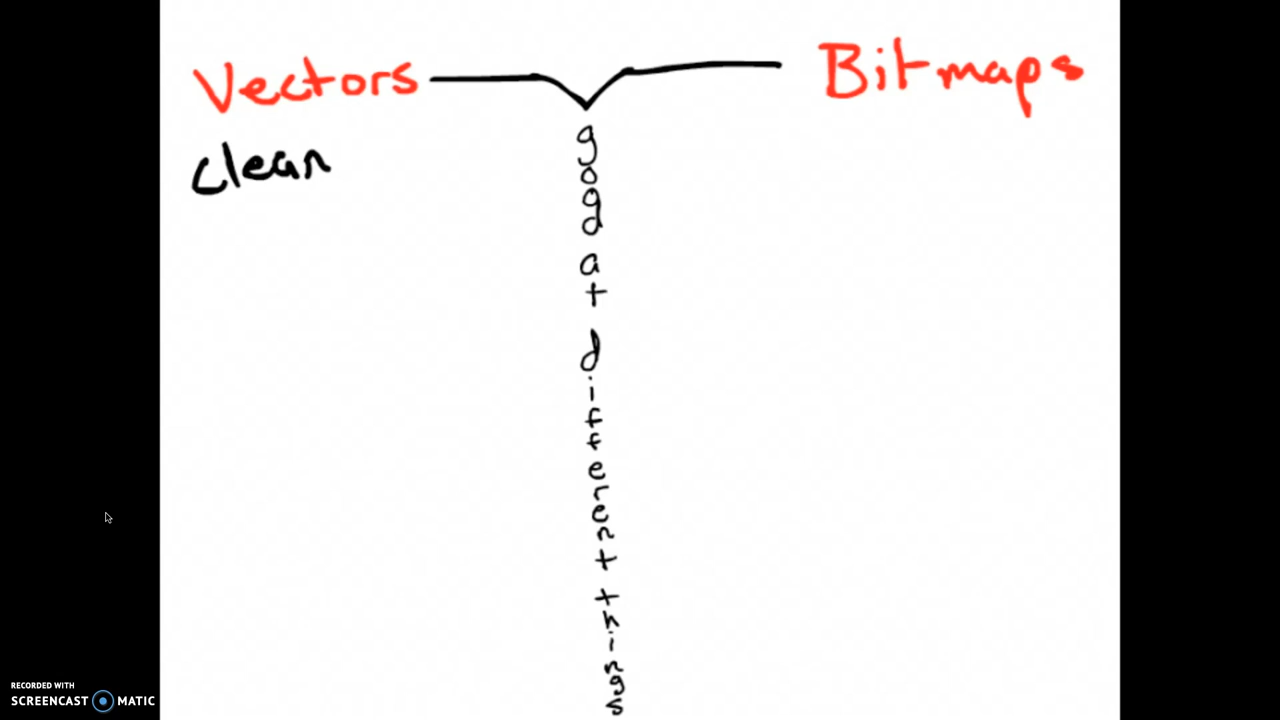 Vectors
Bitmaps
clean
good at different things
RECORDED WITH
SCREENCAST MATIC